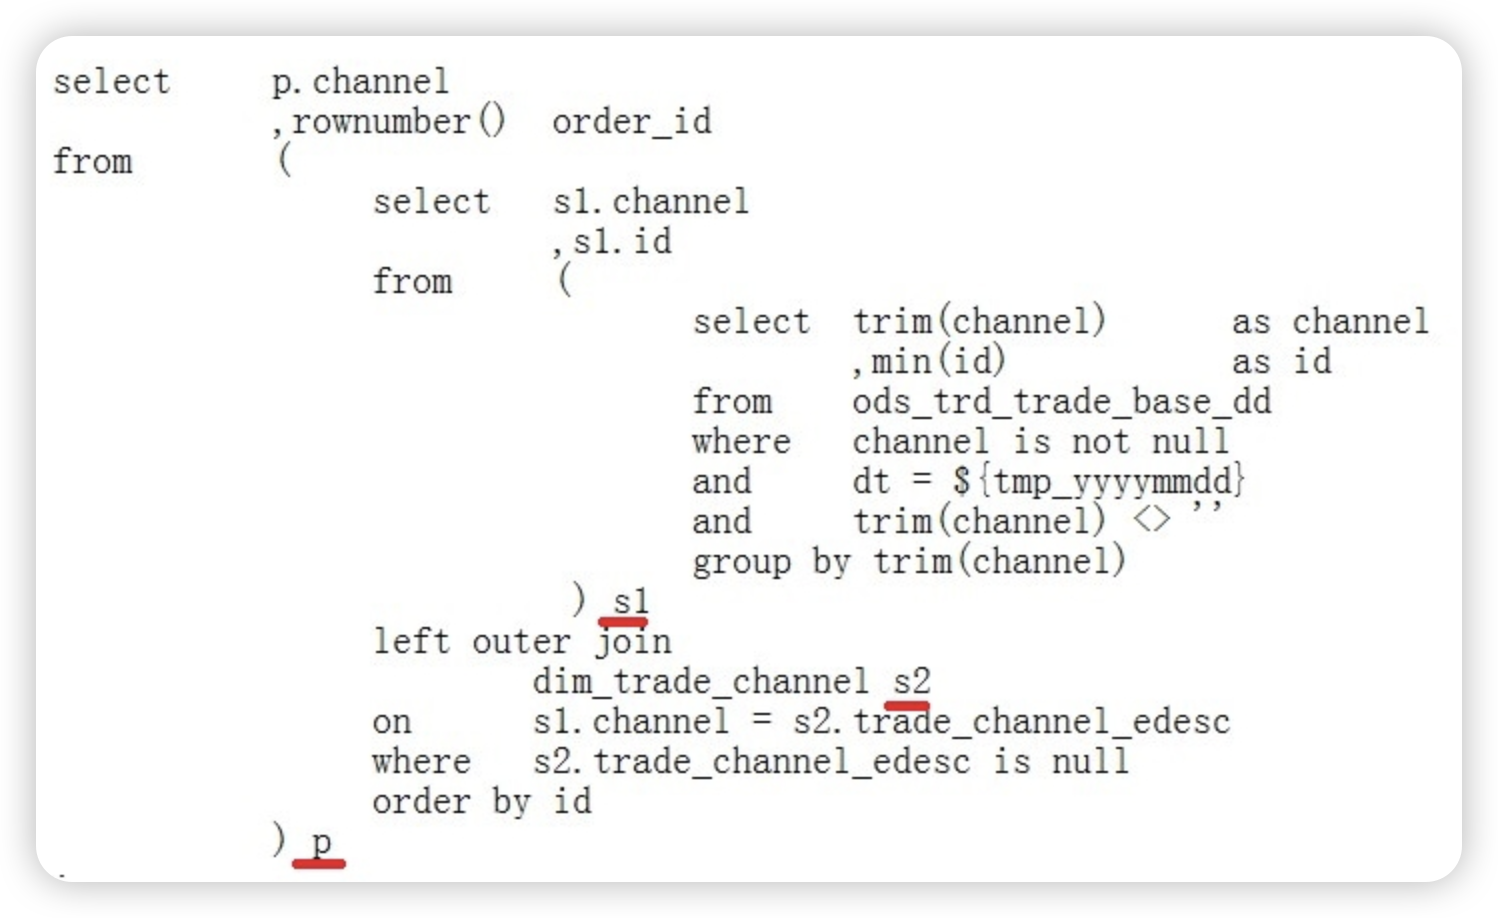 select p.channel
,rownumber() order_id
from (
select s1.channel
,s1.id
from (
select trim(channel) as channel
,min(id) as id
from ods_trd_trade_base_dd
where channel is not null
and dt = ${tmp_yyyymmdd}
and trim(channel) <> ''
group by trim(channel)
) s1
left outer join
dim_trade_channel s2
on s1.channel = s2.trade_channel_edesc
where s2.trade_channel_edesc is null
order by id
) p